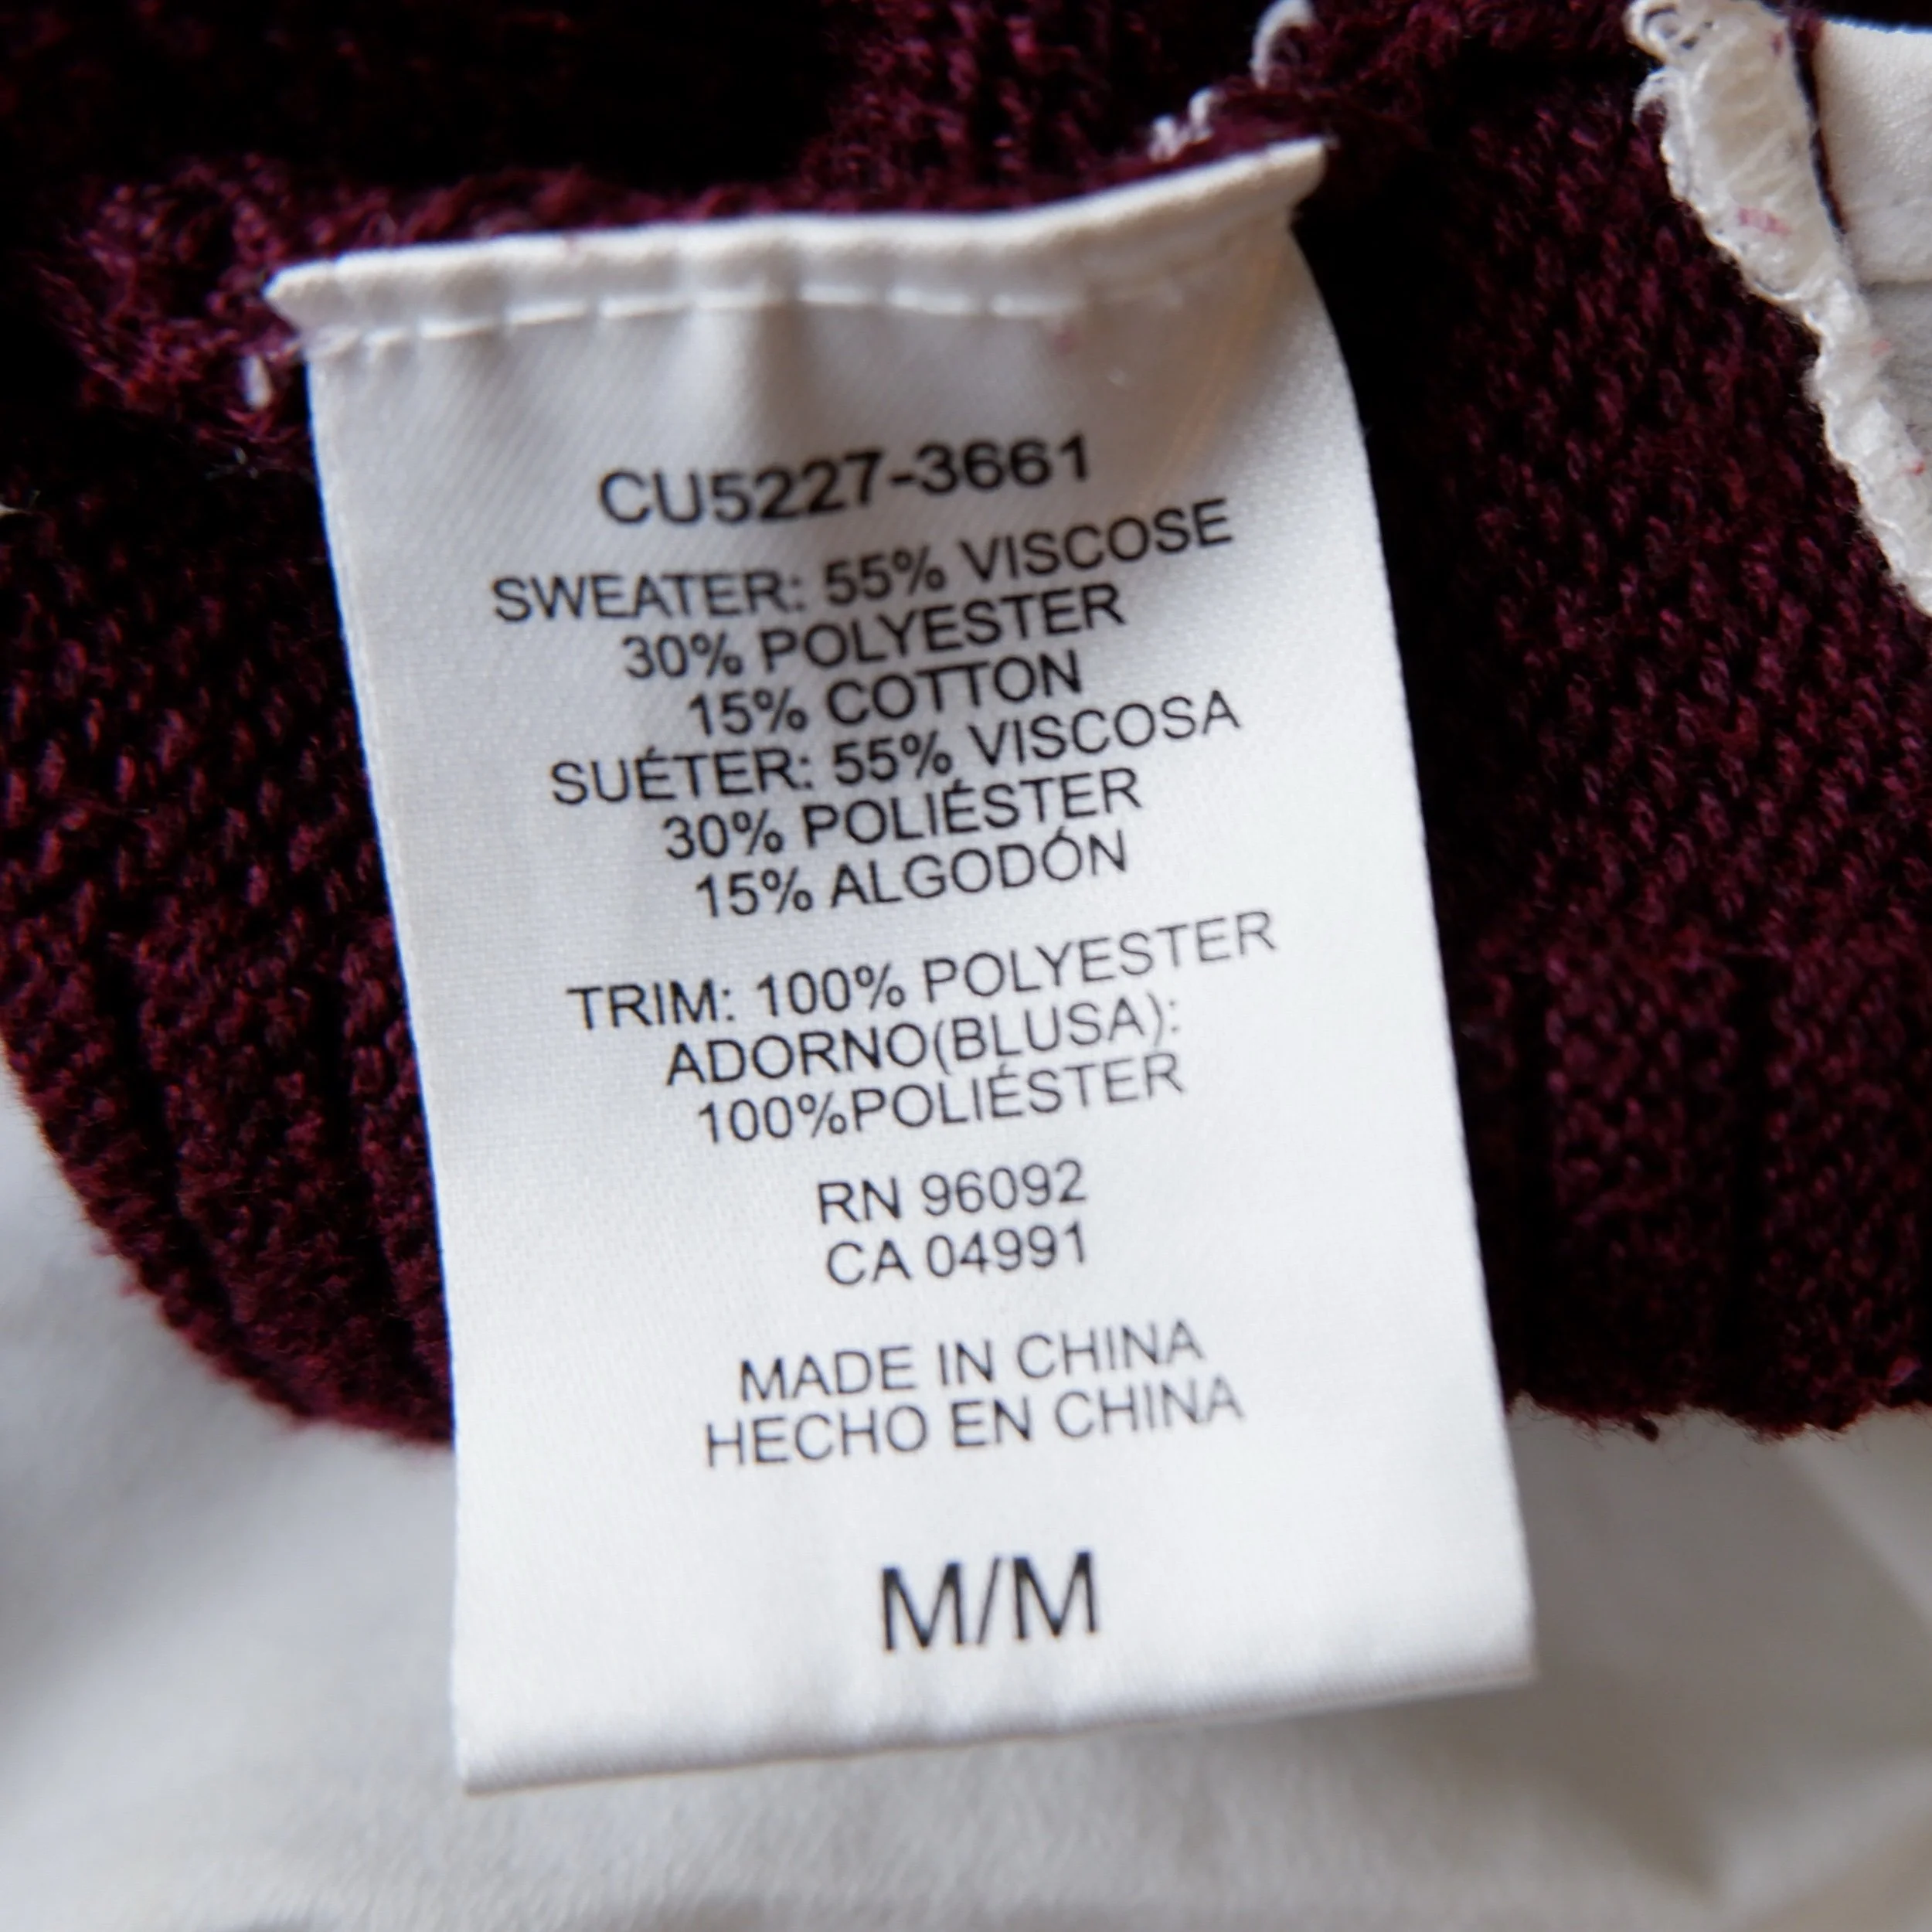 CU5227-3661
SWEATER: 55% VISCOSE
30% POLYESTER
15% COTTON
SUÉTER: 55% VISCOSA
30% POLIÉSTER
15% ALGODÓN
TRIM: 100% POLYESTER
ADORNO(BLUSA):
100%POLIÉSTER
RN 96092
CA 04991
MADE IN CHINA
HECHO EN CHINA
M/M